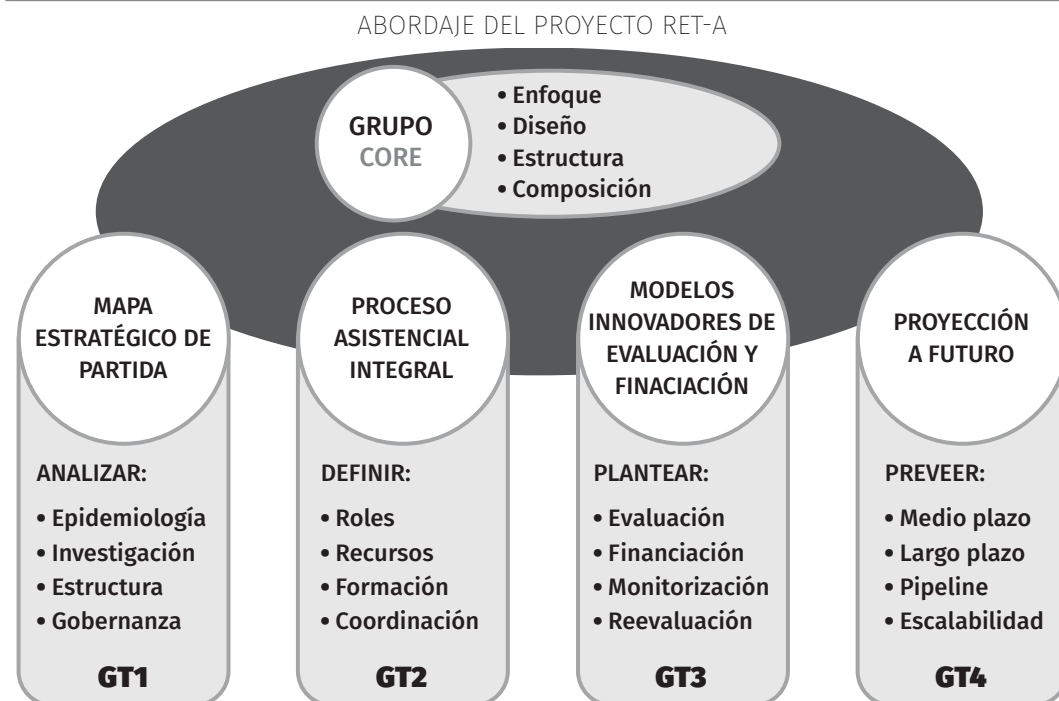 ABORDAJE DEL PROYECTO RET-A
GRUPO
CORE
• Enfoque
• Diseño
• Estructura
• Composición
MAPA
ESTRATÉGICO DE
PARTIDA
ANALIZAR:
• Epidemiología
• Investigación
• Estructura
• Gobernanza
GT1
PROCESO
ASISTENCIAL
INTEGRAL
DEFINIR:
• Roles
• Recursos
• Formación
• Coordinación
GT2
MODELOS
INNOVADORES DE
EVALUACIÓN Y
FINACIACIÓN
PLANTEAR:
• Evaluación
• Financiación
• Monitorización
• Reevaluación
GT3
PROYECCIÓN
A FUTURO
PREVEER:
• Medio plazo
• Largo plazo
• Pipeline
• Escalabilidad
GT4